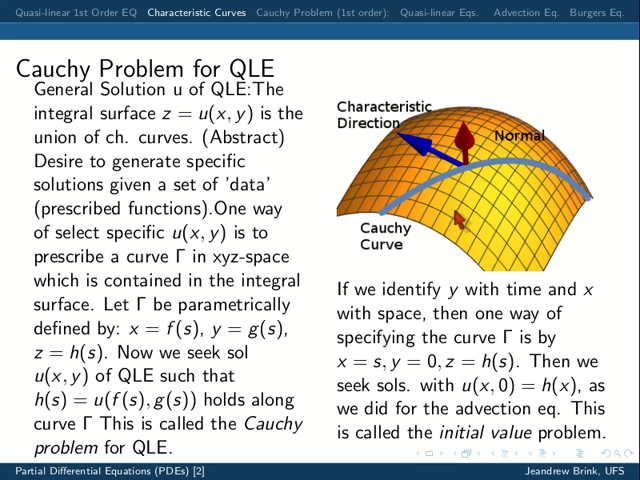 Quasi-linear 1st Order EQ Characteristic Curves Cauchy Problem (1st order): Quasi-linear Eqs. Advection Eq. Burgers Eq.
Cauchy Problem for QLE
General Solution u of QLE:The
integral surface z = u(x, y) is the
union of ch. curves. (Abstract)
Desire to generate specific
solutions given a set of 'data'
(prescribed functions).One way
of select specific u(x, y) is to
prescribe a curve Γ in xyz-space
which is contained in the integral
surface. Let Γ be parametrically
defined by: x = f(s), y = g(s),
z = h(s). Now we seek sol
u(x, y) of QLE such that
h(s) = u(f(s), g(s)) holds along
curve Γ This is called the Cauchy
problem for QLE.
Characteristic
Direction
Normal
Cauchy
Curve
If we identify y with time and x
with space, then one way of
specifying the curve Γ is by
x = s, y = 0, z = h(s). Then we
seek sols. with u(x, 0) = h(x), as
we did for the advection eq. This
is called the initial value problem.
Partial Differential Equations (PDEs) [2] Jeandrew Brink, UFS